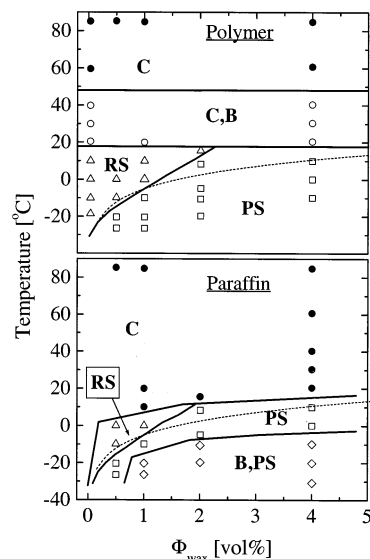 Polymer
80
C
60
40
C,B
20
RS
0
PS
-20
Temperature [°C]
Paraffin
80
60
C
40
RS
20
PS
0
B,PS
-20
-40
0 1 2 3 4
Φwax [vol%]